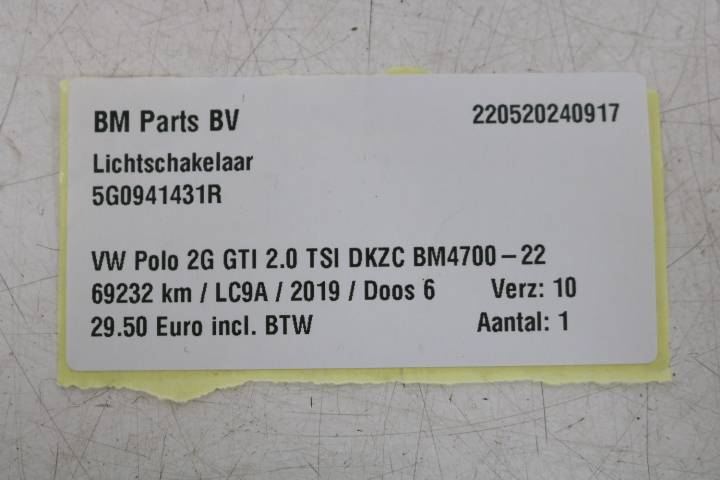 BM Parts BV 220520240917
Lichtschakelaar
5G0941431R
VW Polo 2G GTI 2.0 TSI DKZC BM4700-22
69232 km / LC9A / 2019 / Doos 6 Verz: 10
29.50 Euro incl. BTW Aantal: 1